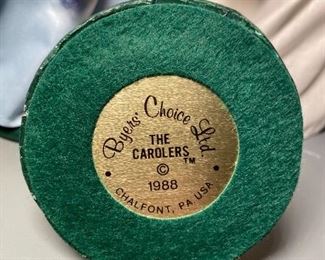 Byers' Choice Ltd.
THE
CAROLERS™
©
1988
• CHALFONT, PA USA •